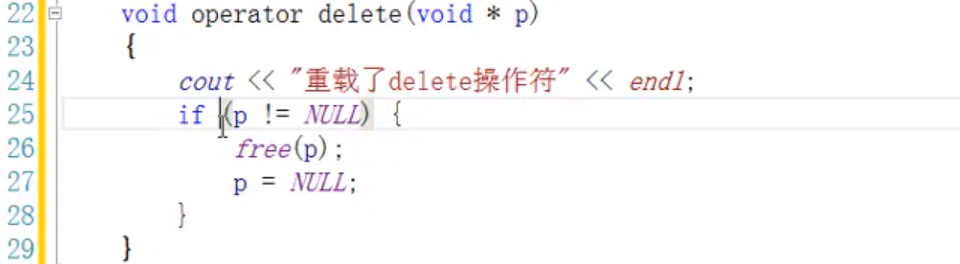 22 void operator delete(void * p)
23 {
24 cout << "重载了delete操作符" << endl;
25 if (p != NULL) {
26 free(p);
27 p = NULL;
28 }
29 }